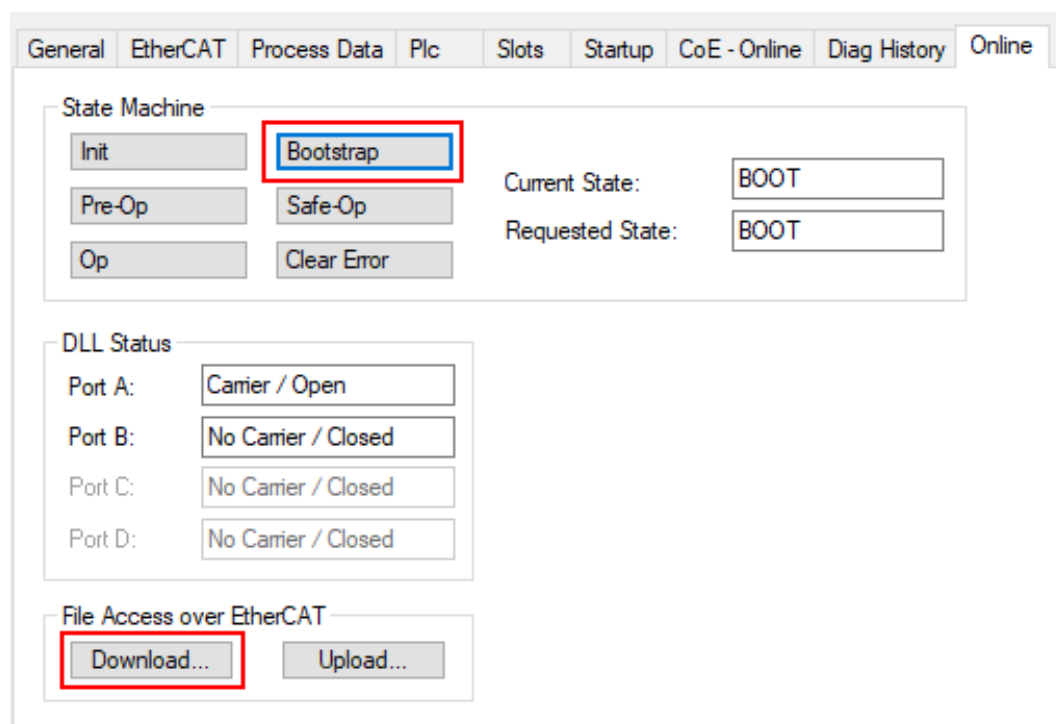 General EtherCAT Process Data Plc Slots Startup CoE - Online Diag History Online
State Machine
Init Bootstrap
Current State: BOOT
Pre-Op Safe-Op
Requested State: BOOT
Op Clear Error
DLL Status
Port A: Carrier / Open
Port B: No Carrier / Closed
Port C: No Carrier / Closed
Port D: No Carrier / Closed
File Access over EtherCAT
Download... Upload...